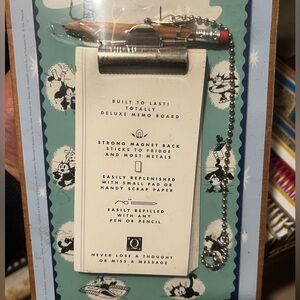 BUILT TO LAST!
TOTALLY
DELUXE MEMO BOARD
STRONG MAGNET BACK
STICKS TO FRIDGE
AND MOST METALS
EASILY REPLENISHED
WITH SMALL PAD OR
HANDY SCRAP PAPER
EASILY REFILLED
WITH ANY
PEN OR PENCIL
Q
NEVER LOSE A THOUGHT
OR MISS A MESSAGE